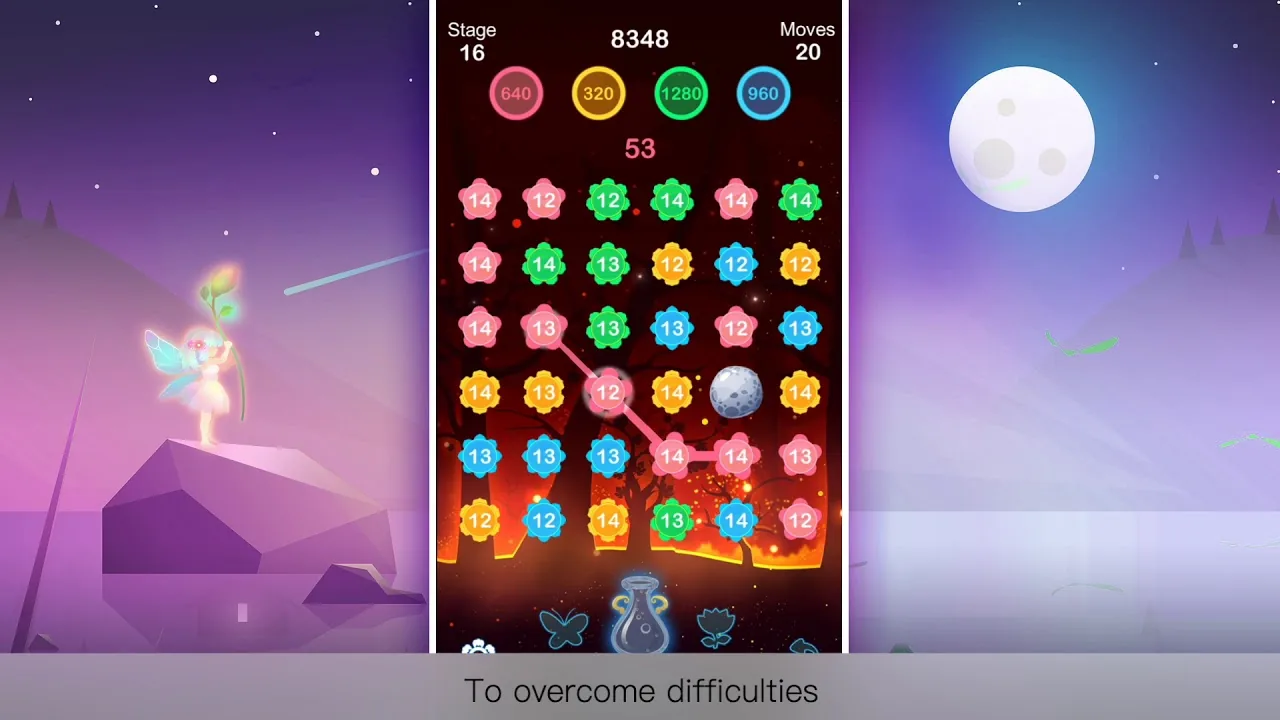 Stage
16
8348
Moves
20
640 320 1280 960
53
14 12 12 14 14 14
14 14 13 12 12 12
14 13 13 13 12 13
14 13 12 14 14
13 13 13 14 14 13
12 12 14 13 14 12
To overcome difficulties